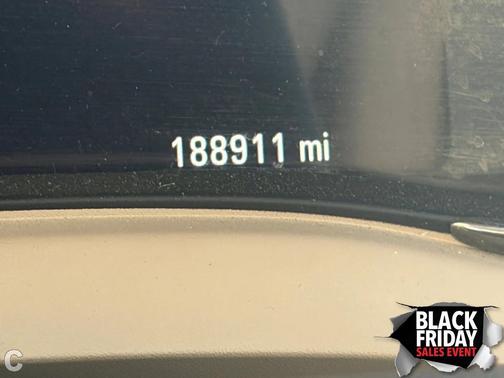 188911 mi
BLACK
FRIDAY
SALES EVENT
C